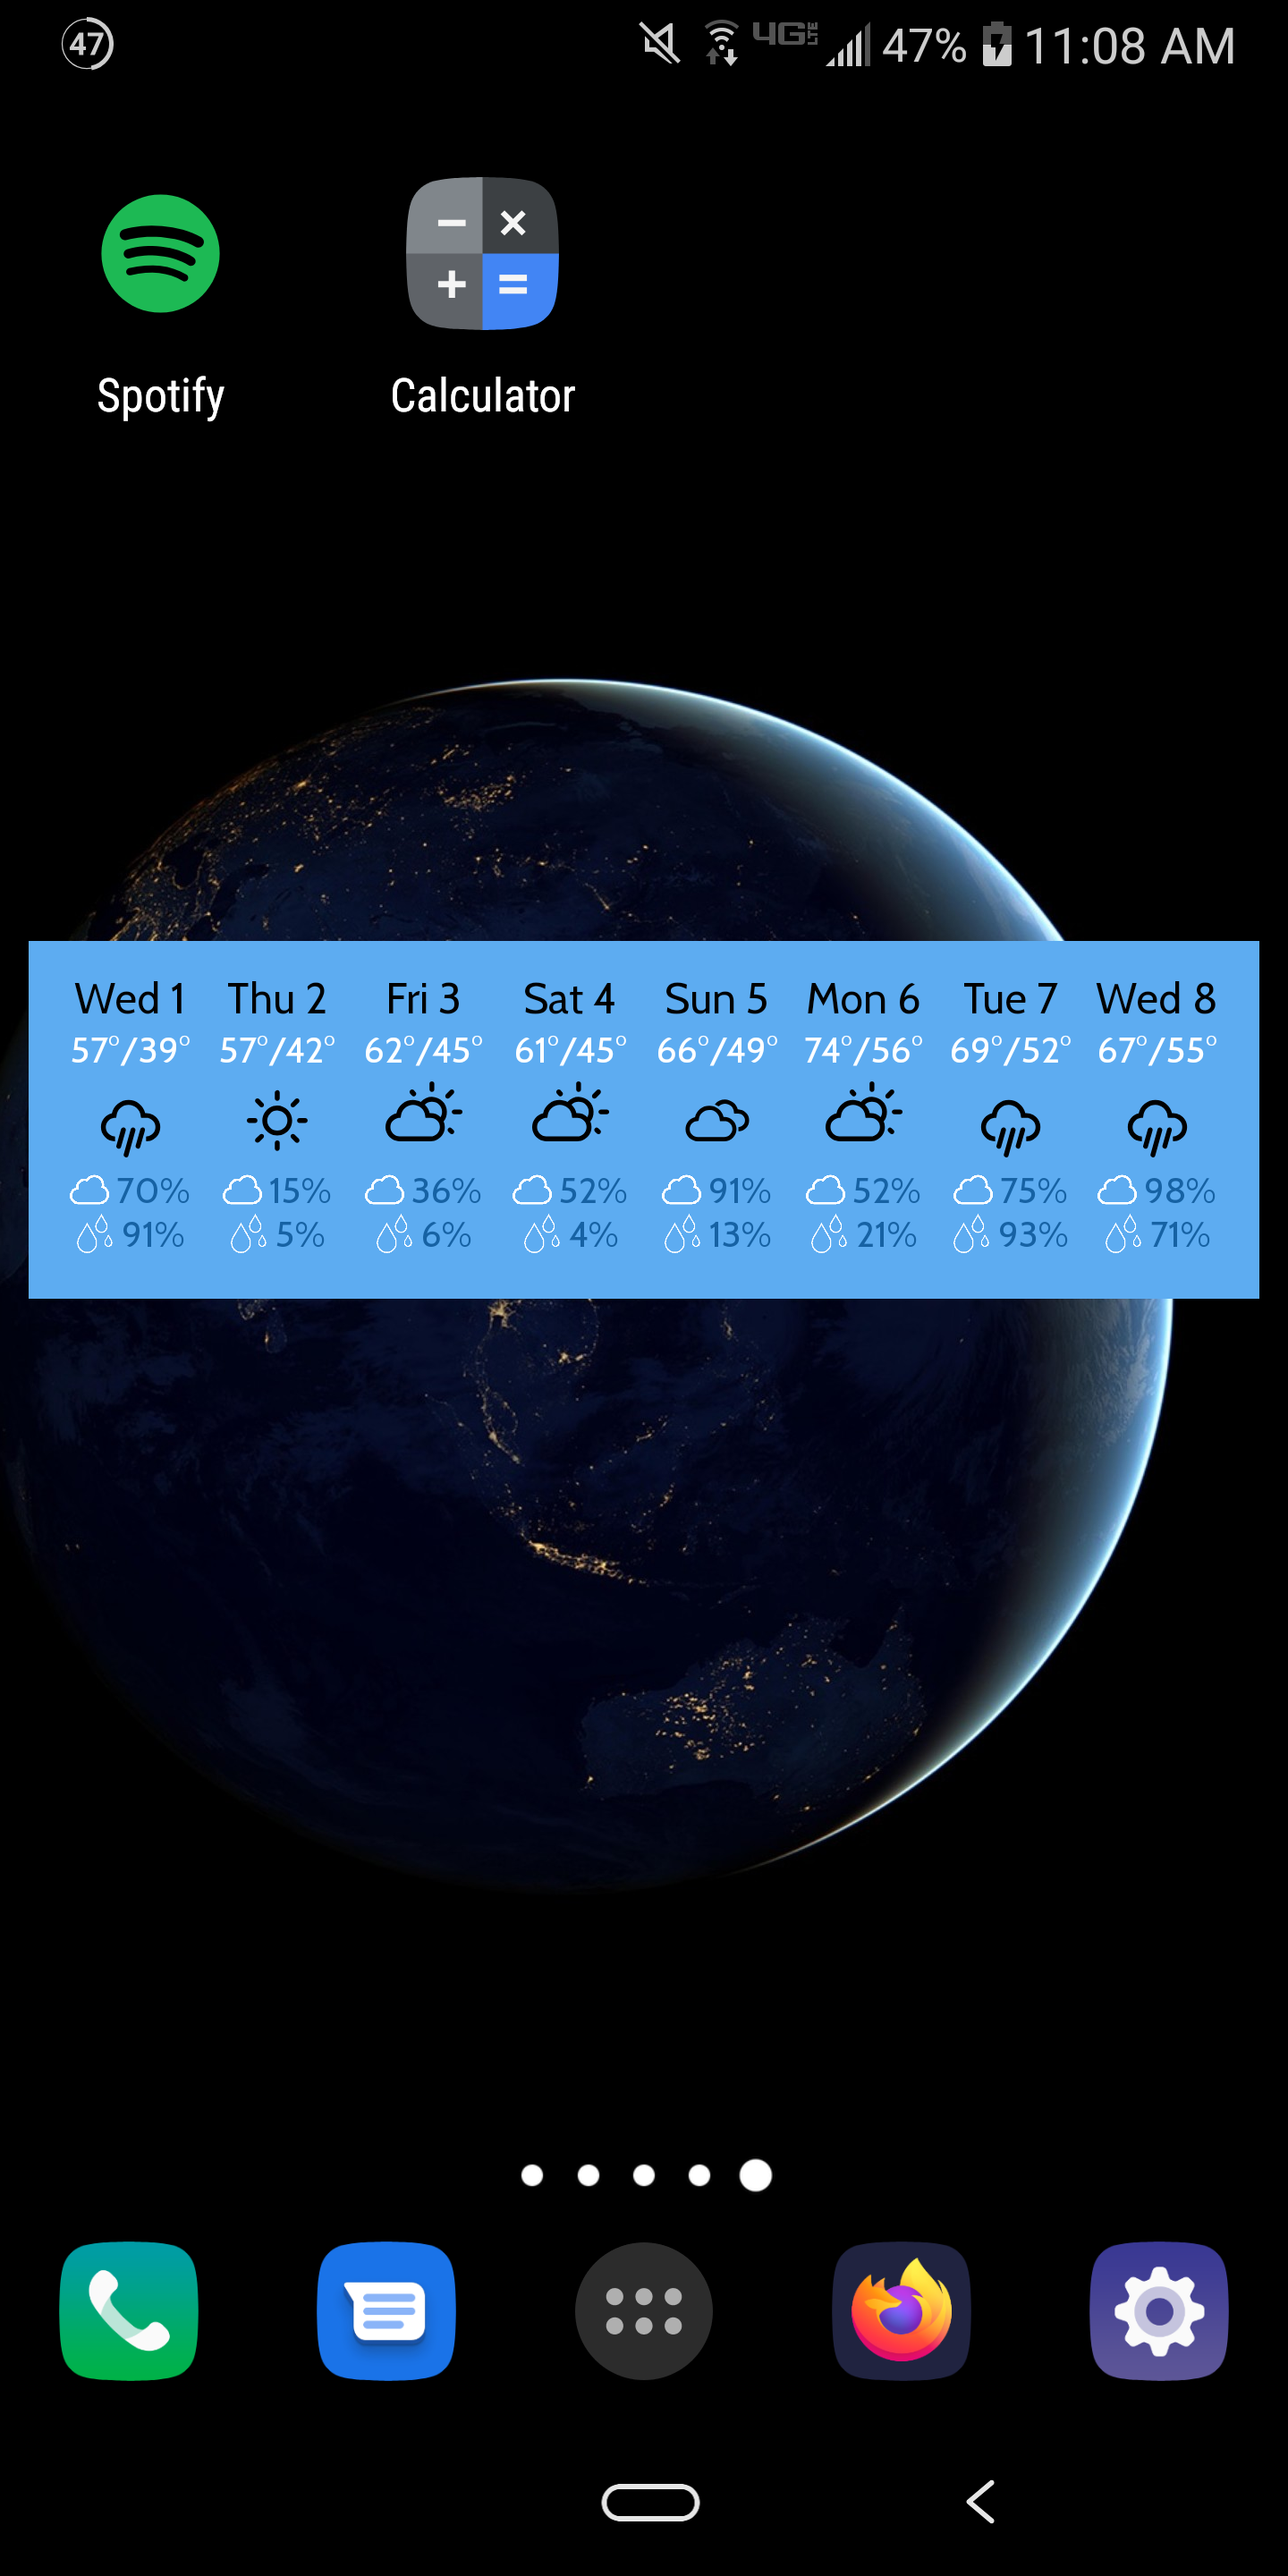 47 4G LTE 47% 11:08 AM
Spotify Calculator
Wed 1 Thu 2 Fri 3 Sat 4 Sun 5 Mon 6 Tue 7 Wed 8
57°/39° 57°/42° 62°/45° 61°/45° 66°/49° 74°/56° 69°/52° 67°/55°
70% 15% 36% 52% 91% 52% 75% 98%
91% 5% 6% 4% 13% 21% 93% 71%